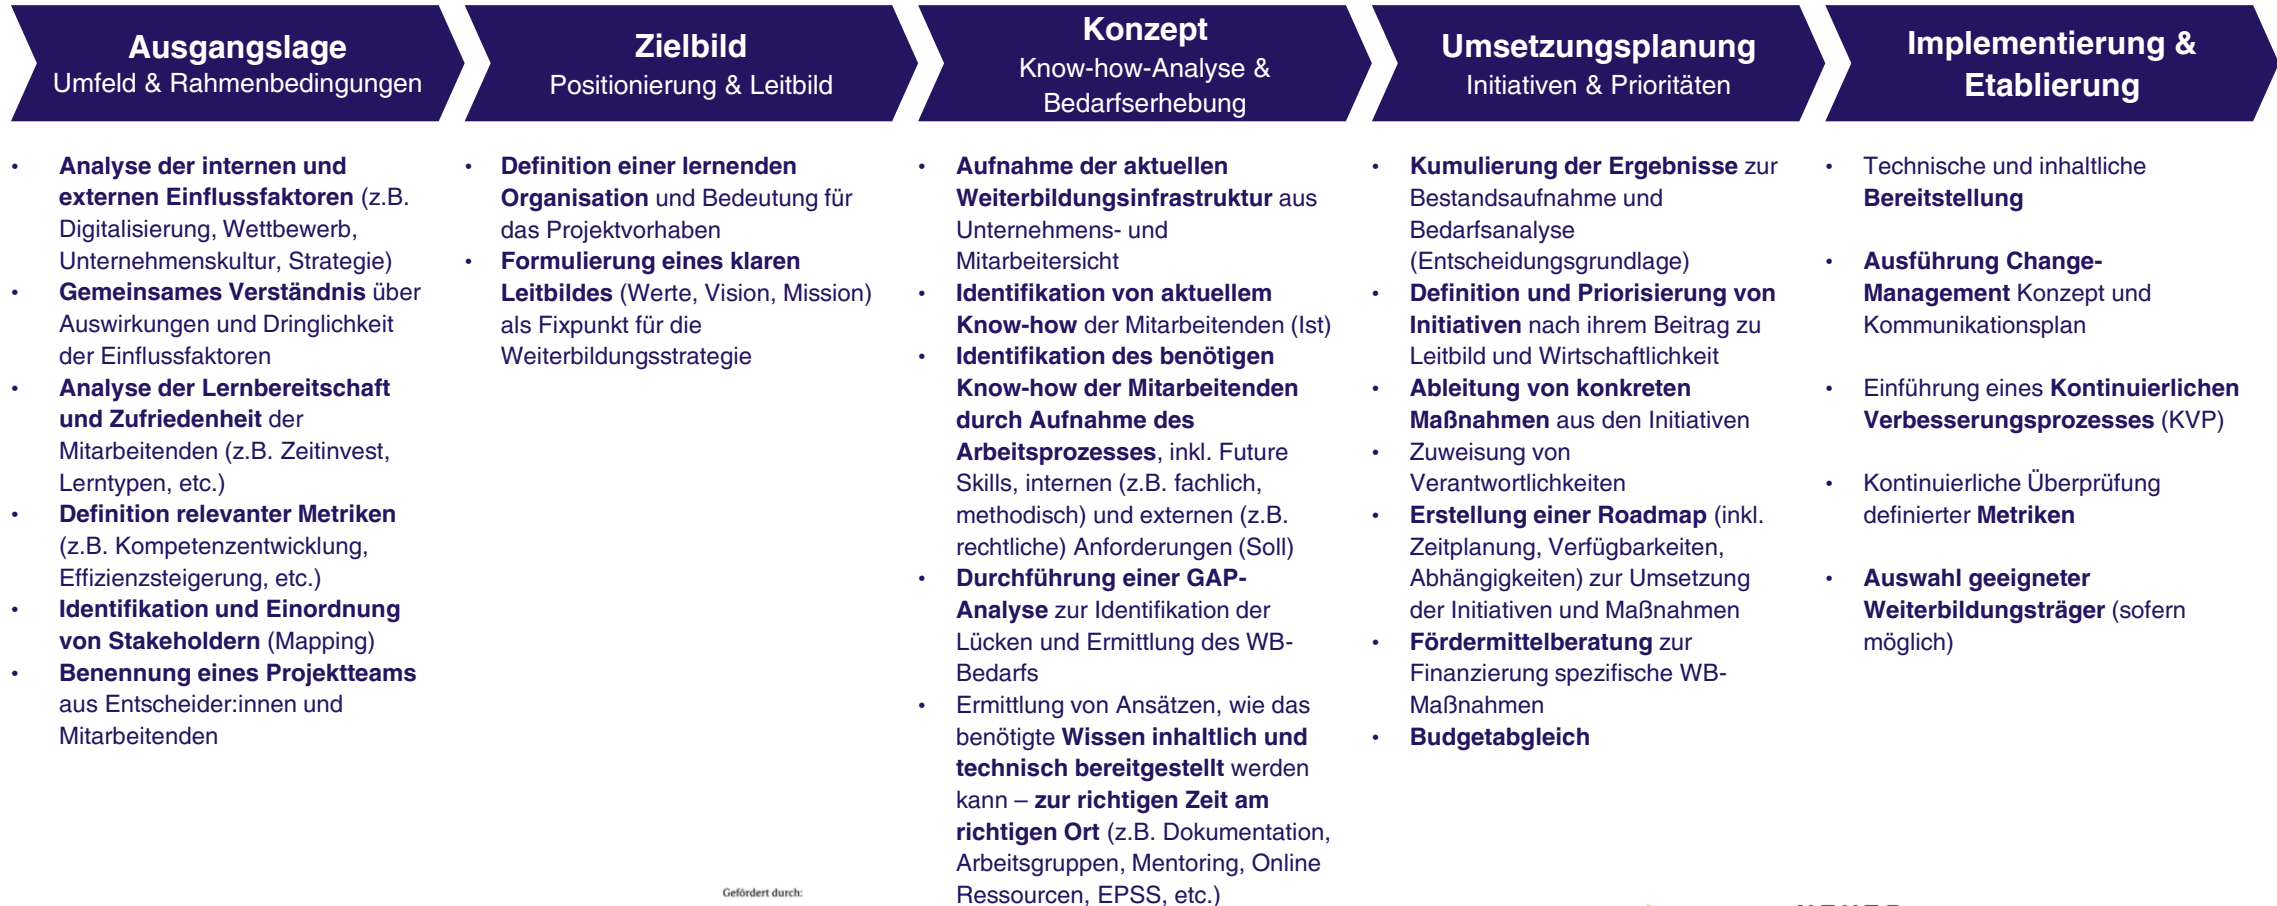 Ausgangslage
Umfeld & Rahmenbedingungen
• Analyse der internen und
externen Einflussfaktoren (z.B.
Digitalisierung, Wettbewerb,
Unternehmenskultur, Strategie)
• Gemeinsames Verständnis über
Auswirkungen und Dringlichkeit
der Einflussfaktoren
• Analyse der Lernbereitschaft
und Zufriedenheit der
Mitarbeitenden (z.B. Zeitinvest,
Lerntypen, etc.)
• Definition relevanter Metriken
(z.B. Kompetenzentwicklung,
Effizienzsteigerung, etc.)
• Identifikation und Einordnung
von Stakeholdern (Mapping)
• Benennung eines Projektteams
aus Entscheider:innen und
Mitarbeitenden
Zielbild
Positionierung & Leitbild
• Definition einer lernenden
Organisation und Bedeutung für
das Projektvorhaben
• Formulierung eines klaren
Leitbildes (Werte, Vision, Mission)
als Fixpunkt für die
Weiterbildungsstrategie
Konzept
Know-how-Analyse &
Bedarfserhebung
• Aufnahme der aktuellen
Weiterbildungsinfrastruktur aus
Unternehmens- und
Mitarbeitersicht
• Identifikation von aktuellem
Know-how der Mitarbeitenden (Ist)
• Identifikation des benötigen
Know-how der Mitarbeitenden
durch Aufnahme des
Arbeitsprozesses, inkl. Future
Skills, internen (z.B. fachlich,
methodisch) und externen (z.B.
rechtliche) Anforderungen (Soll)
• Durchführung einer GAP-
Analyse zur Identifikation der
Lücken und Ermittlung des WB-
Bedarfs
• Ermittlung von Ansätzen, wie das
benötigte Wissen inhaltlich und
technisch bereitgestellt werden
kann – zur richtigen Zeit am
richtigen Ort (z.B. Dokumentation,
Arbeitsgruppen, Mentoring, Online
Ressourcen, EPSS, etc.)
Umsetzungsplanung
Initiativen & Prioritäten
• Kumulierung der Ergebnisse zur
Bestandsaufnahme und
Bedarfsanalyse
(Entscheidungsgrundlage)
• Definition und Priorisierung von
Initiativen nach ihrem Beitrag zu
Leitbild und Wirtschaftlichkeit
• Ableitung von konkreten
Maßnahmen aus den Initiativen
• Zuweisung von
Verantwortlichkeiten
• Erstellung einer Roadmap (inkl.
Zeitplanung, Verfügbarkeiten,
Abhängigkeiten) zur Umsetzung
der Initiativen und Maßnahmen
• Fördermittelberatung zur
Finanzierung spezifische WB-
Maßnahmen
• Budgetabgleich
Implementierung &
Etablierung
• Technische und inhaltliche
Bereitstellung
• Ausführung Change-
Management Konzept und
Kommunikationsplan
• Einführung eines Kontinuierlichen
Verbesserungsprozesses (KVP)
• Kontinuierliche Überprüfung
definierter Metriken
• Auswahl geeigneter
Weiterbildungsträger (sofern
möglich)
Gefördert durch: